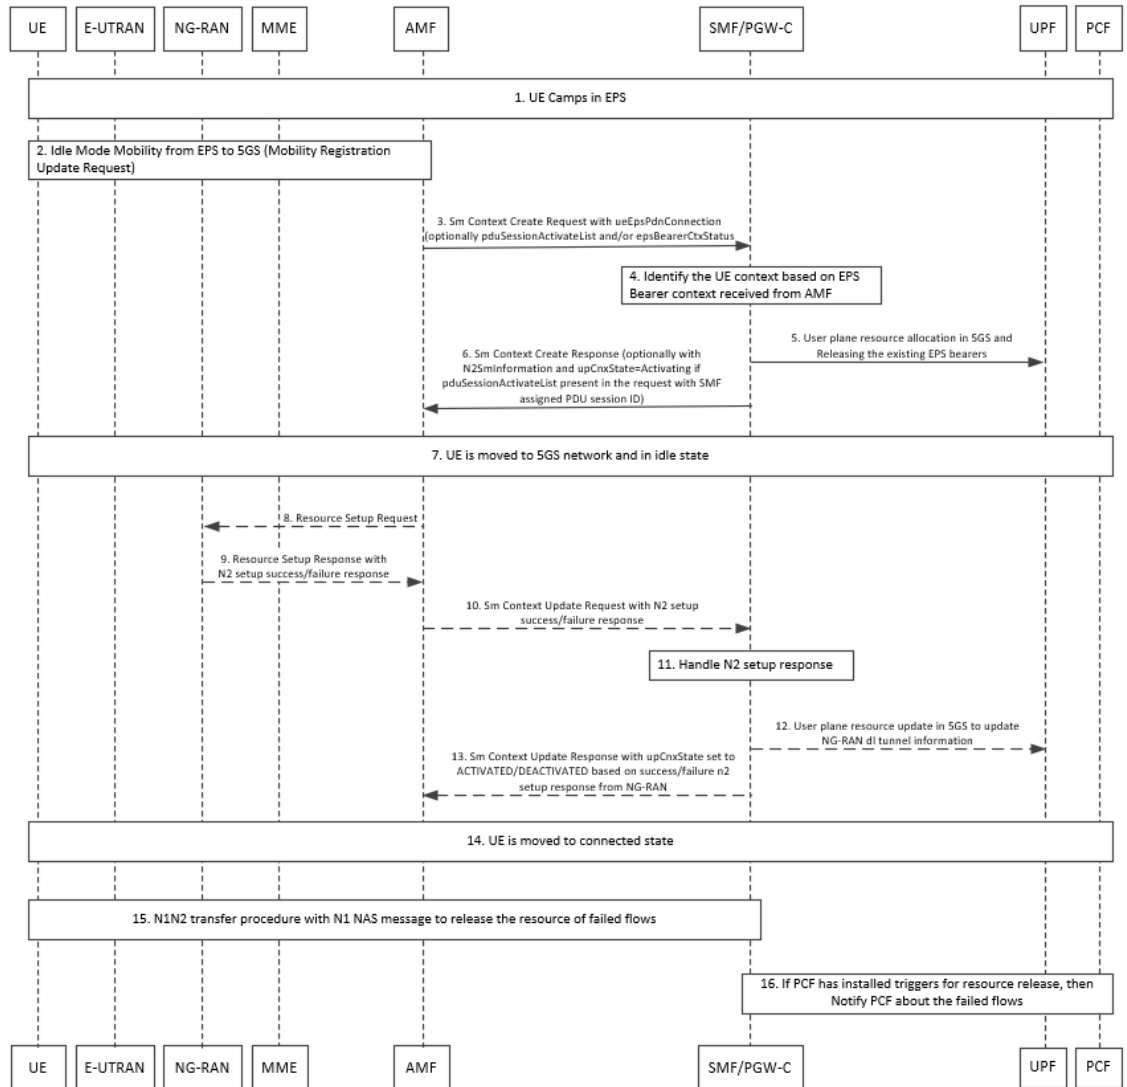 UE E-UTRAN NG-RAN MME AMF SMF/PGW-C UPF PCF
1. UE Camps in EPS
2. Idle Mode Mobility from EPS to 5GS (Mobility Registration
Update Request)
3. Sm Context Create Request with ueEpsPdnConnection
(optionally pduSessionActivateList and/or epsBearerCtxStatus
4. Identify the UE context based on EPS
Bearer context received from AMF
5. User plane resource allocation in 5GS and
Releasing the existing EPS bearers
6. Sm Context Create Response (optionally with
N2SmInformation and upCnxState=Activating if
pduSessionActivateList present in the request with SMF
assigned PDU session ID)
7. UE is moved to 5GS network and in idle state
8. Resource Setup Request
9. Resource Setup Response with
N2 setup success/failure response
10. Sm Context Update Request with N2 setup
success/failure response
11. Handle N2 setup response
12. User plane resource update in 5GS to update
NG-RAN dl tunnel information
13. Sm Context Update Response with upCnxState set to
ACTIVATED/DEACTIVATED based on success/failure n2
setup response from NG-RAN
14. UE is moved to connected state
15. N1N2 transfer procedure with N1 NAS message to release the resource of failed flows
16. If PCF has installed triggers for resource release, then
Notify PCF about the failed flows
UE E-UTRAN NG-RAN MME AMF SMF/PGW-C UPF PCF